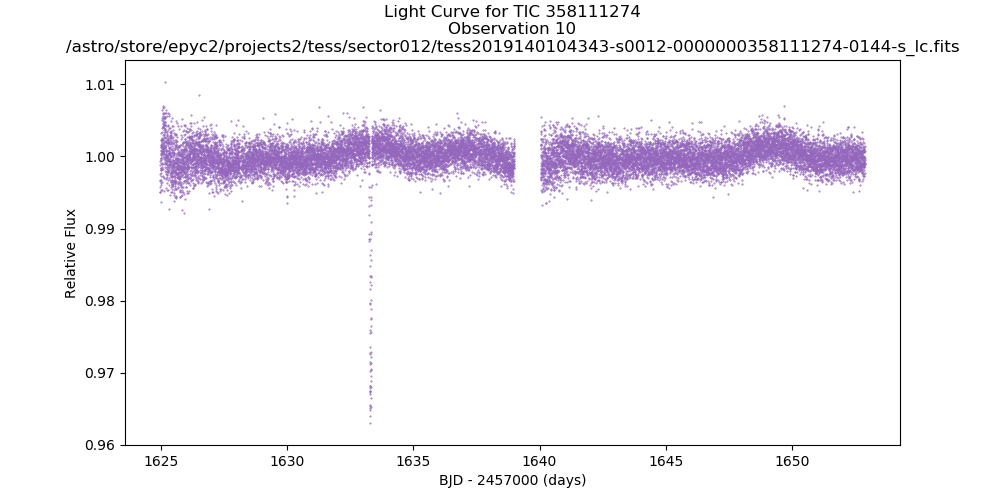 Light Curve for TIC 358111274
Observation 10
/astro/store/epyc2/projects2/tess/sector012/tess2019140104343-s0012-0000000358111274-0144-s_lc.fits
1.01
1.00
0.99
0.98
0.97
0.96
Relative Flux
1625 1630 1635 1640 1645 1650
BJD - 2457000 (days)